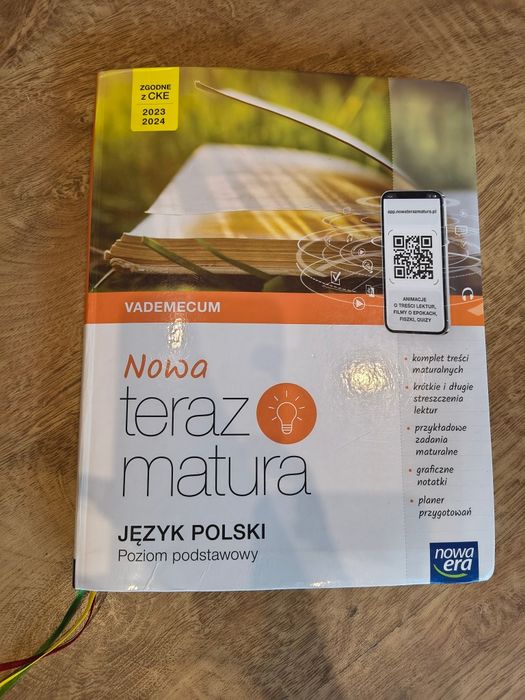 ZGODNE
z CKE
2023
2024
app.nowaterazmatura.pl
ANIMACJE
O TREŚCI LEKTUR,
FILMY O EPOKACH,
FISZKI, QUIZY
VADEMECUM
Nowa
teraz
matura
JĘZYK POLSKI
Poziom podstawowy
• komplet treści
maturalnych
• krótkie i długie
streszczenia
lektur
• przykładowe
zadania
maturalne
• graficzne
notatki
• planer
przygotowań
nowa
era